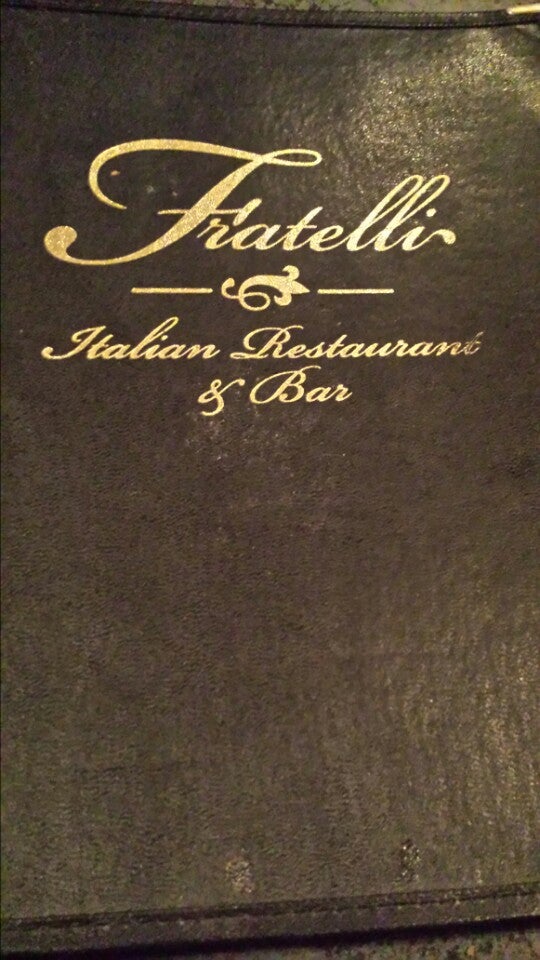 Fratelli
Italian Restaurant
& Bar